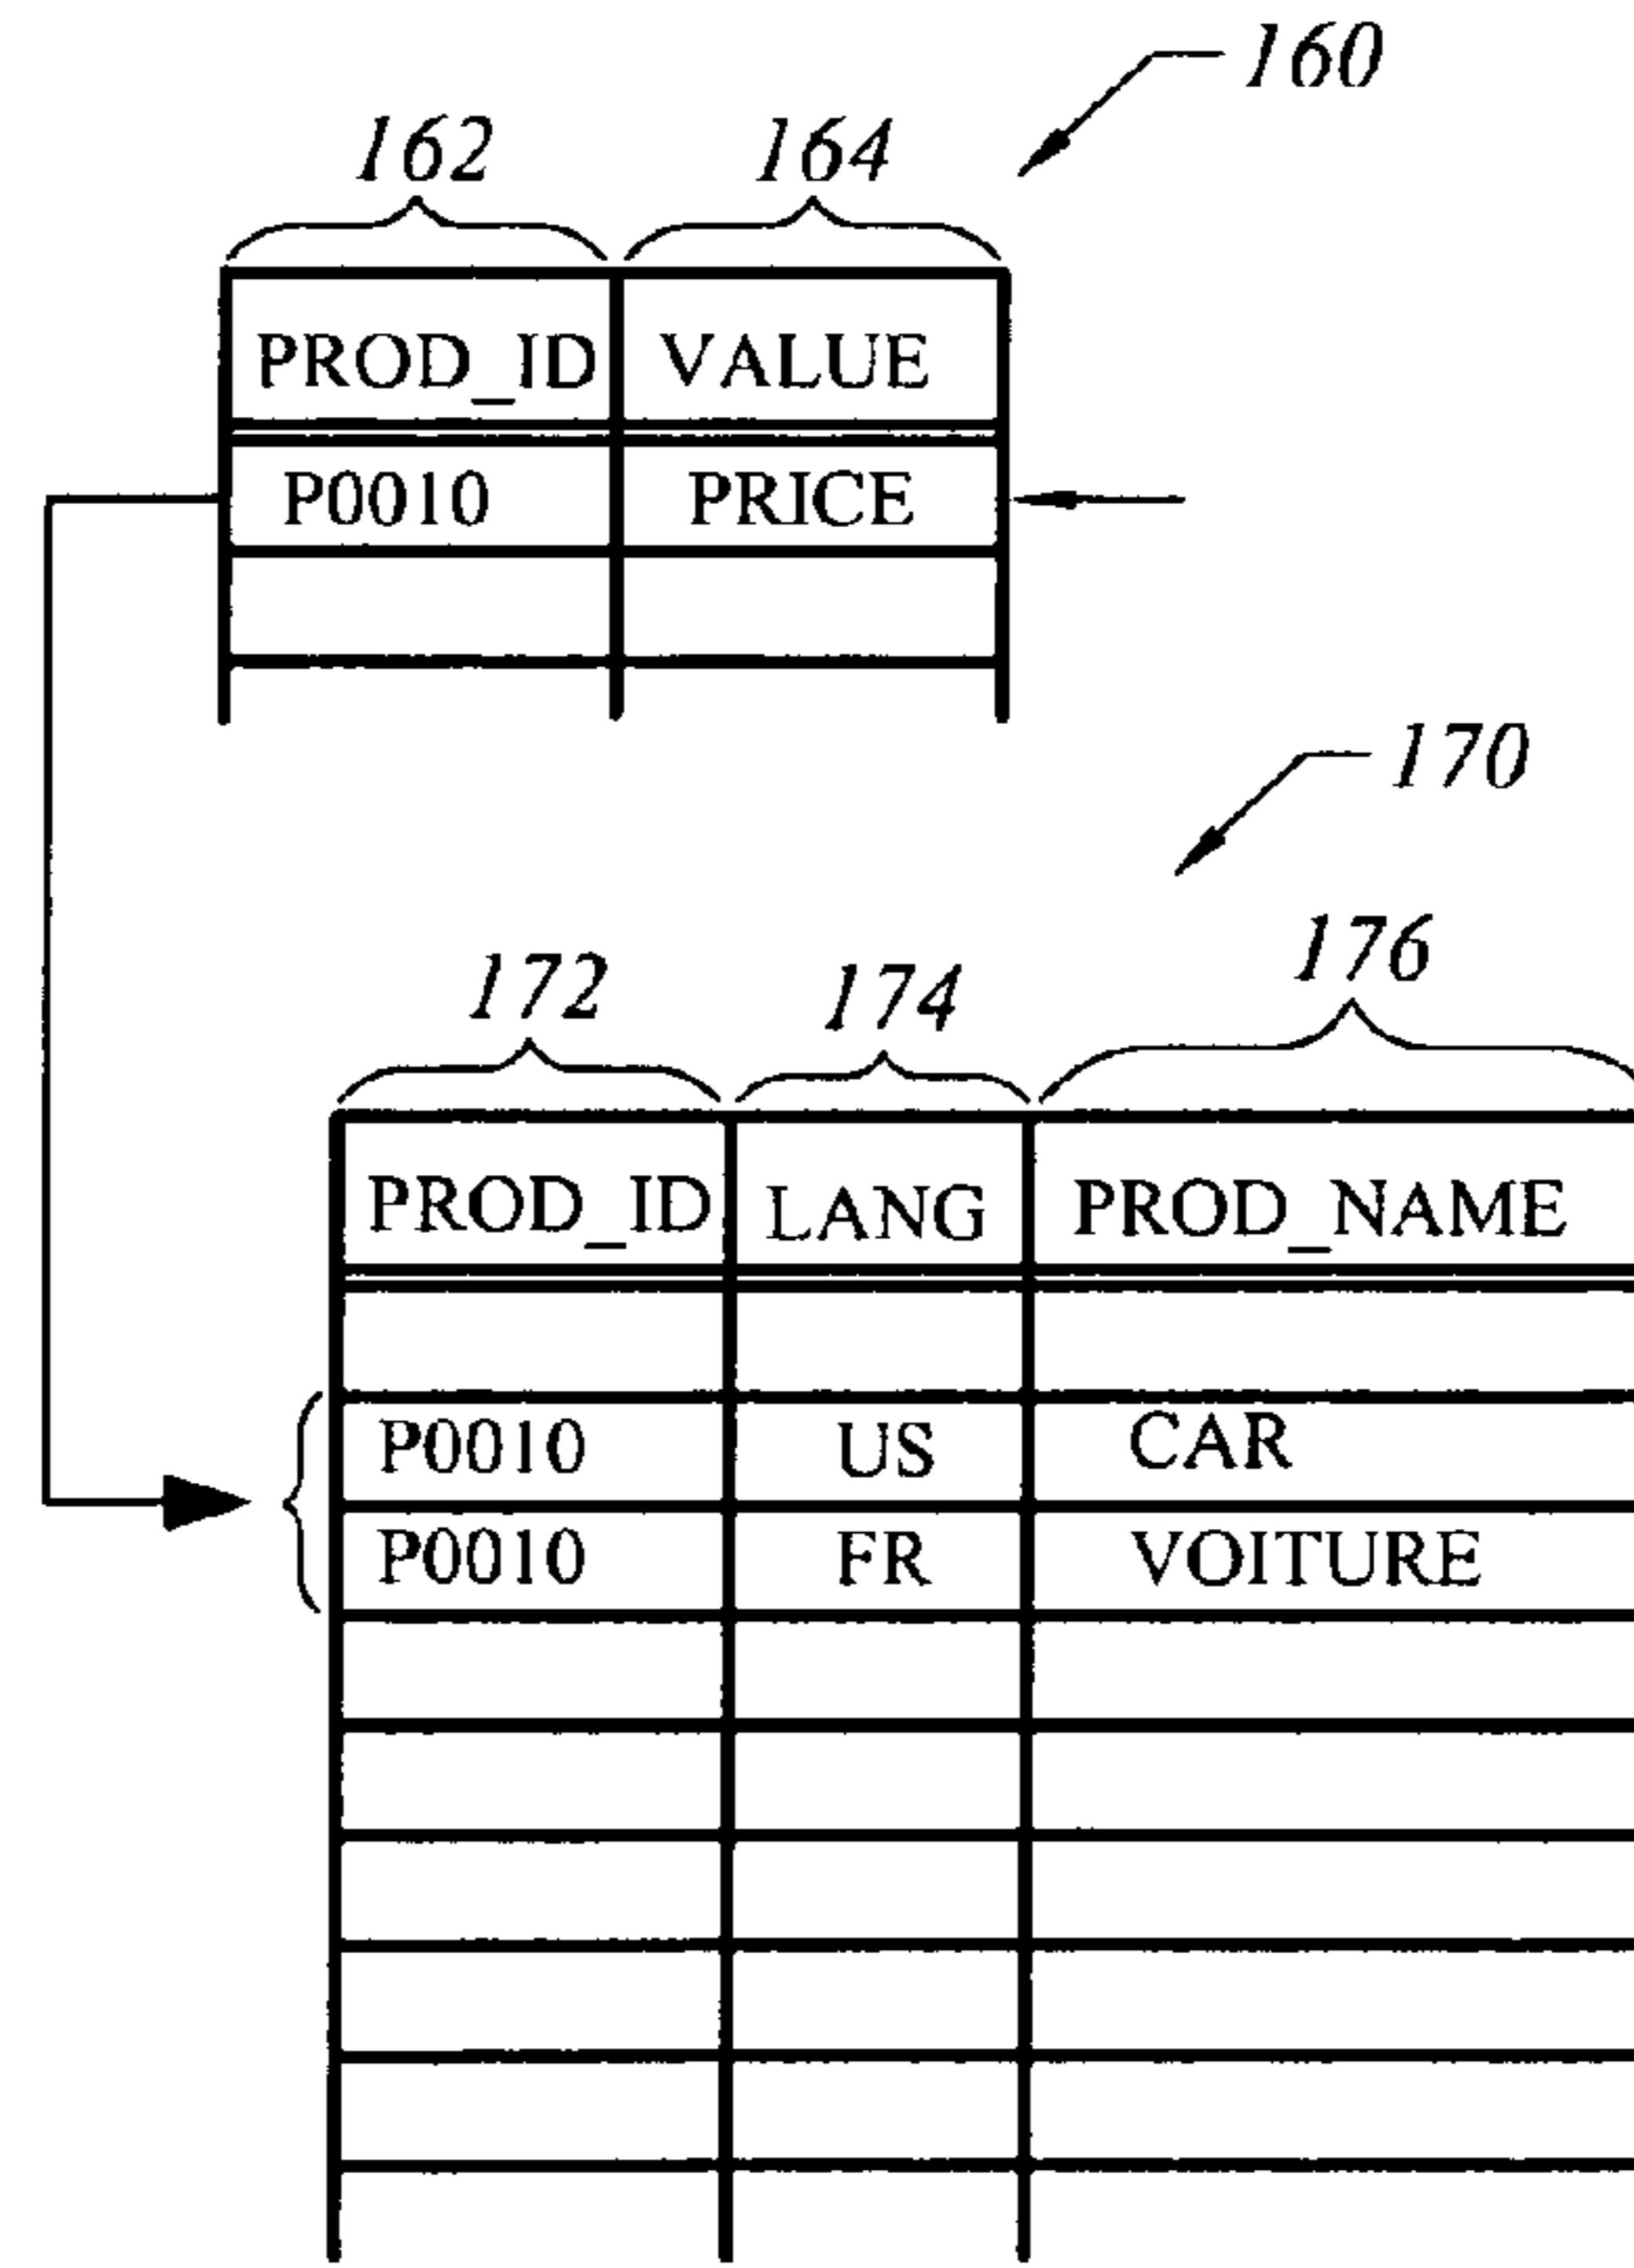 160
162 164
PROD_ID VALUE
P0010 PRICE
170
172 174 176
PROD_ID LANG PROD_NAME
P0010 US CAR
P0010 FR VOITURE